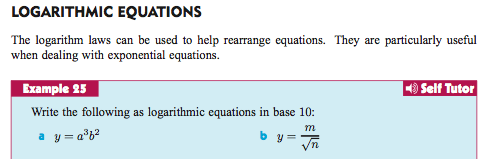 LOGARITHMIC EQUATIONS
The logarithm laws can be used to help rearrange equations. They are particularly useful
when dealing with exponential equations.
Example 25 Self Tutor
Write the following as logarithmic equations in base 10:
a y = a³b² b y = m/√n